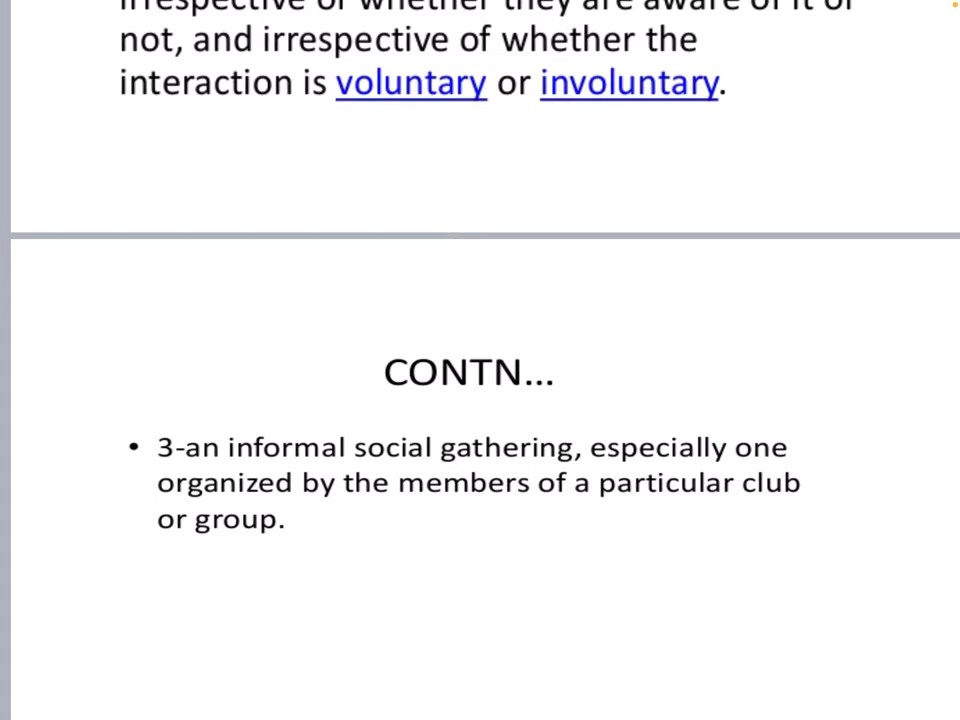 irrespective of whether they are aware of it or
not, and irrespective of whether the
interaction is voluntary or involuntary.
CONTN...
• 3-an informal social gathering, especially one
organized by the members of a particular club
or group.